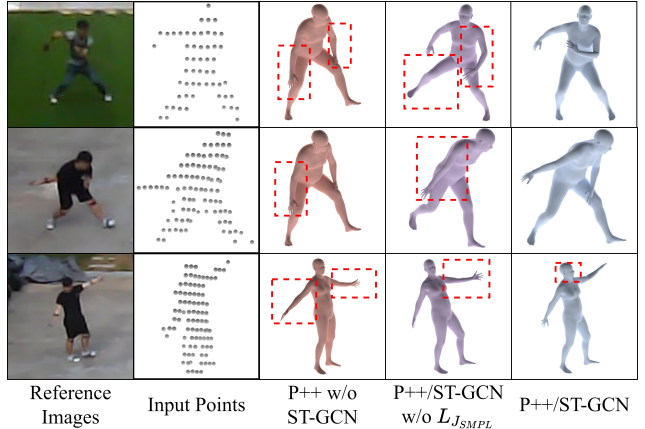 Reference
Images
Input Points
P++ w/o
ST-GCN
P++/ST-GCN
w/o L_{J_{SMPL}}
P++/ST-GCN